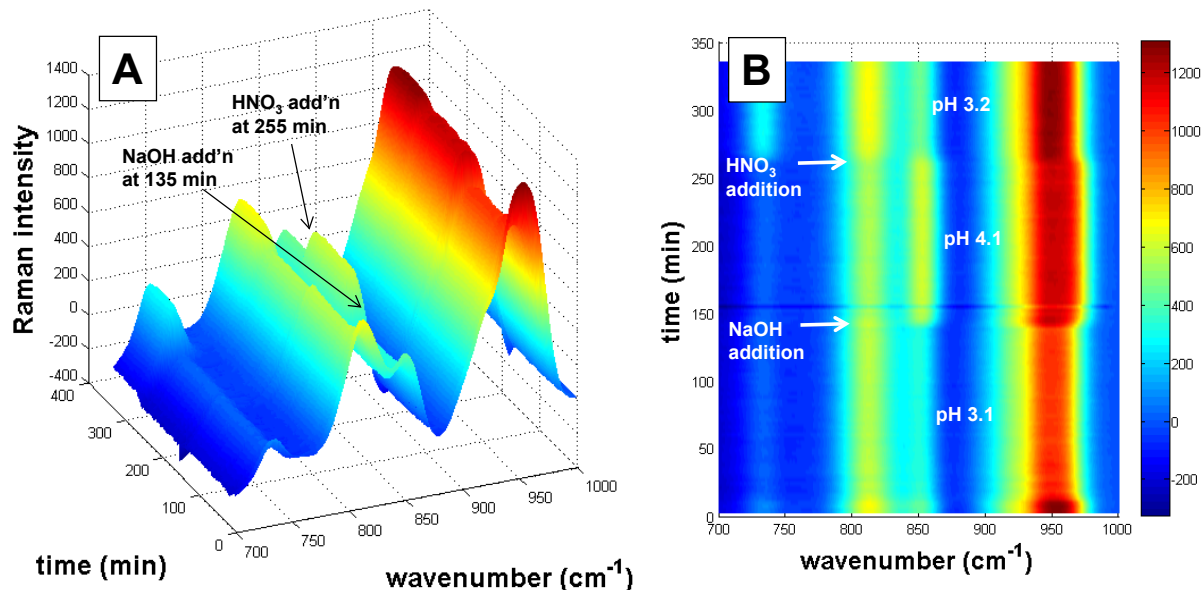 A
HNO3 add'n
at 255 min
NaOH add'n
at 135 min
Raman intensity
1400
1200
1000
800
600
400
200
0
-200
-400
400
300
200
100
0
time (min)
700
750
800
850
900
950
1000
wavenumber (cm-1)
B
350
300
250
200
150
100
50
0
time (min)
pH 3.2
HNO3
addition
pH 4.1
NaOH
addition
pH 3.1
700
750
800
850
900
950
1000
wavenumber (cm-1)
1200
1000
800
600
400
200
0
-200